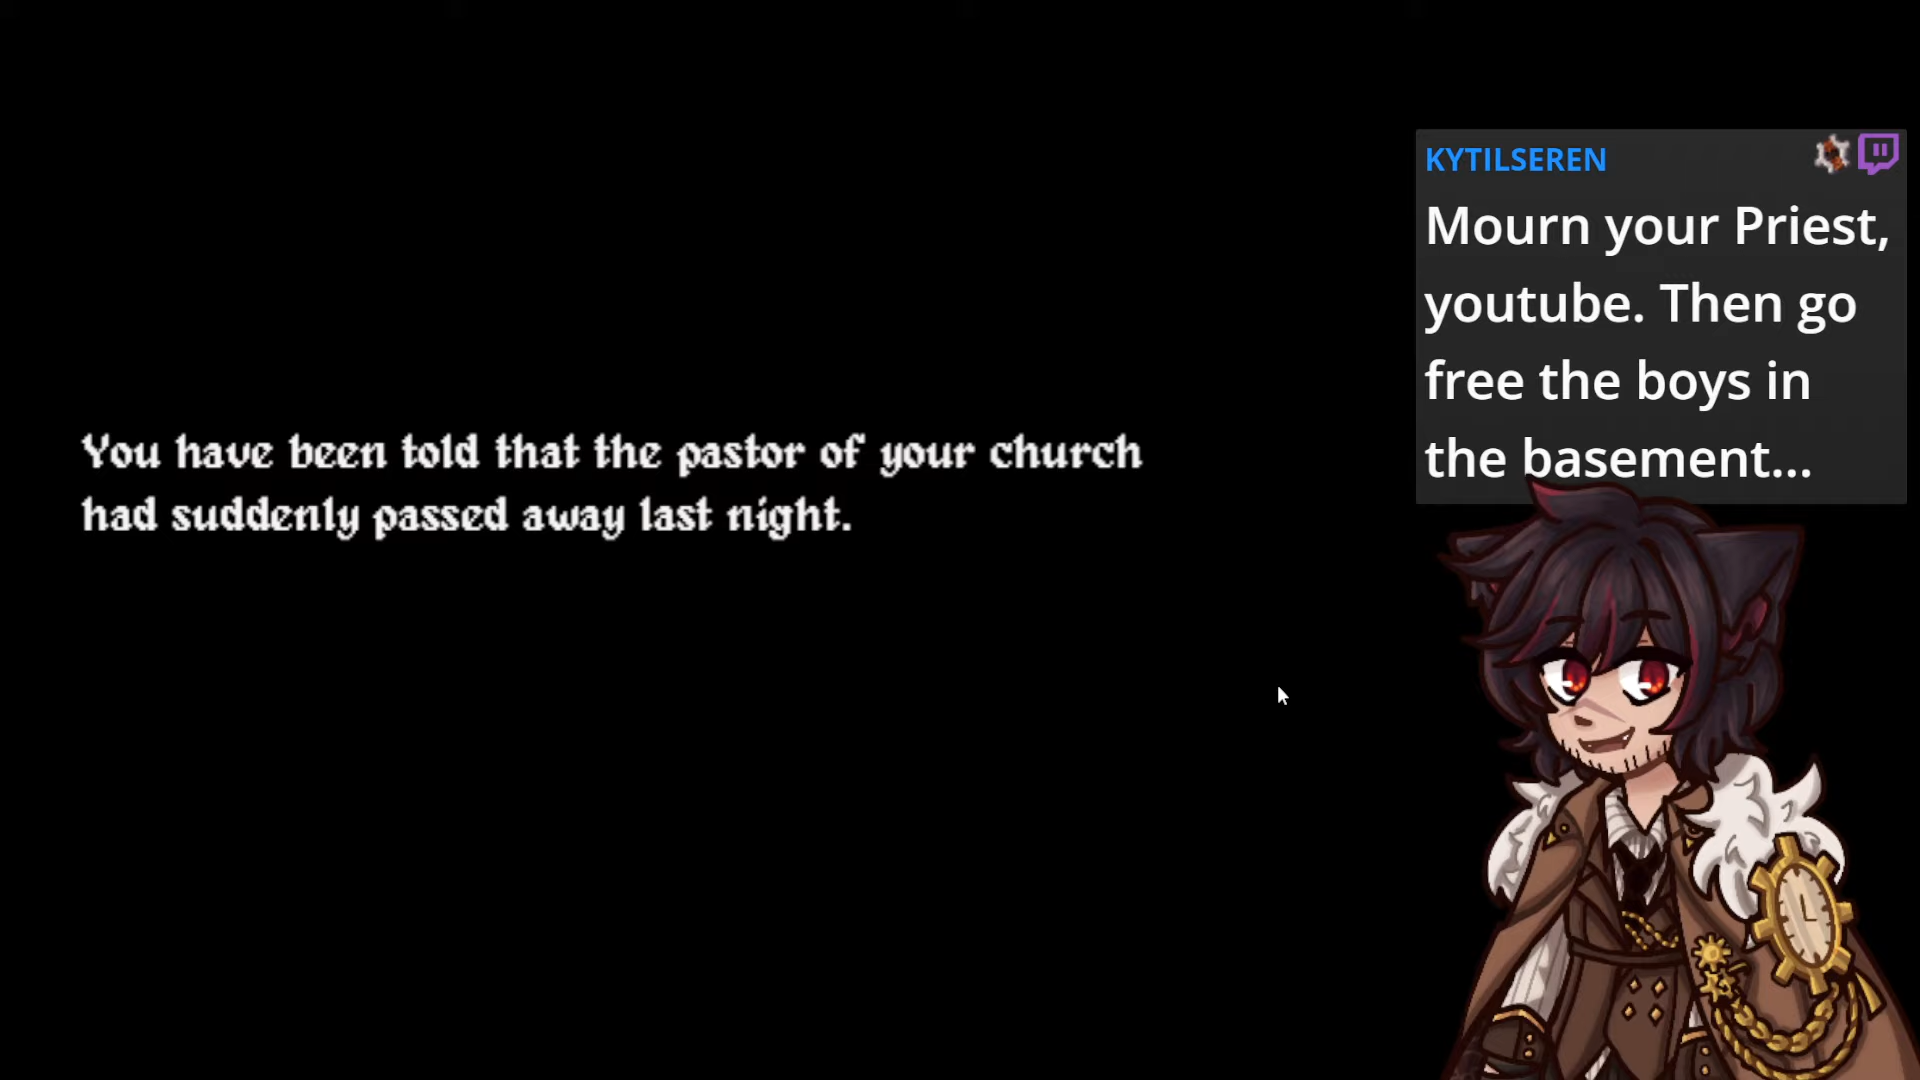 You have been told that the pastor of your church
had suddenly passed away last night.
KYTILSEREN
Mourn your Priest,
youtube. Then go
free the boys in
the basement...